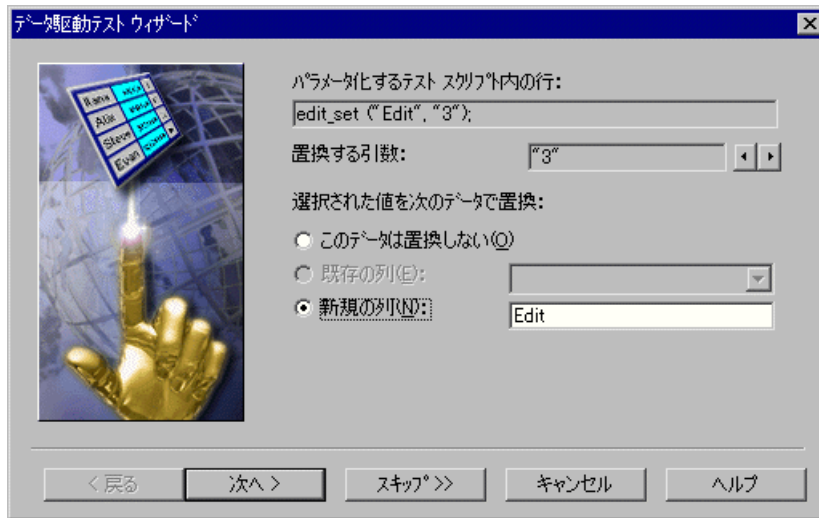 データ駆動テスト ウィザード
パラメータ化するテスト スクリプト内の行:
edit_set ("Edit", "3");
置換する引数:
"3"
選択された値を次のデータで置換:
このデータは置換しない(O)
既存の列(E):
新規の列(N):
Edit
Alax
Steve
Evan
< 戻る
次へ >
スキップ >>
キャンセル
ヘルプ